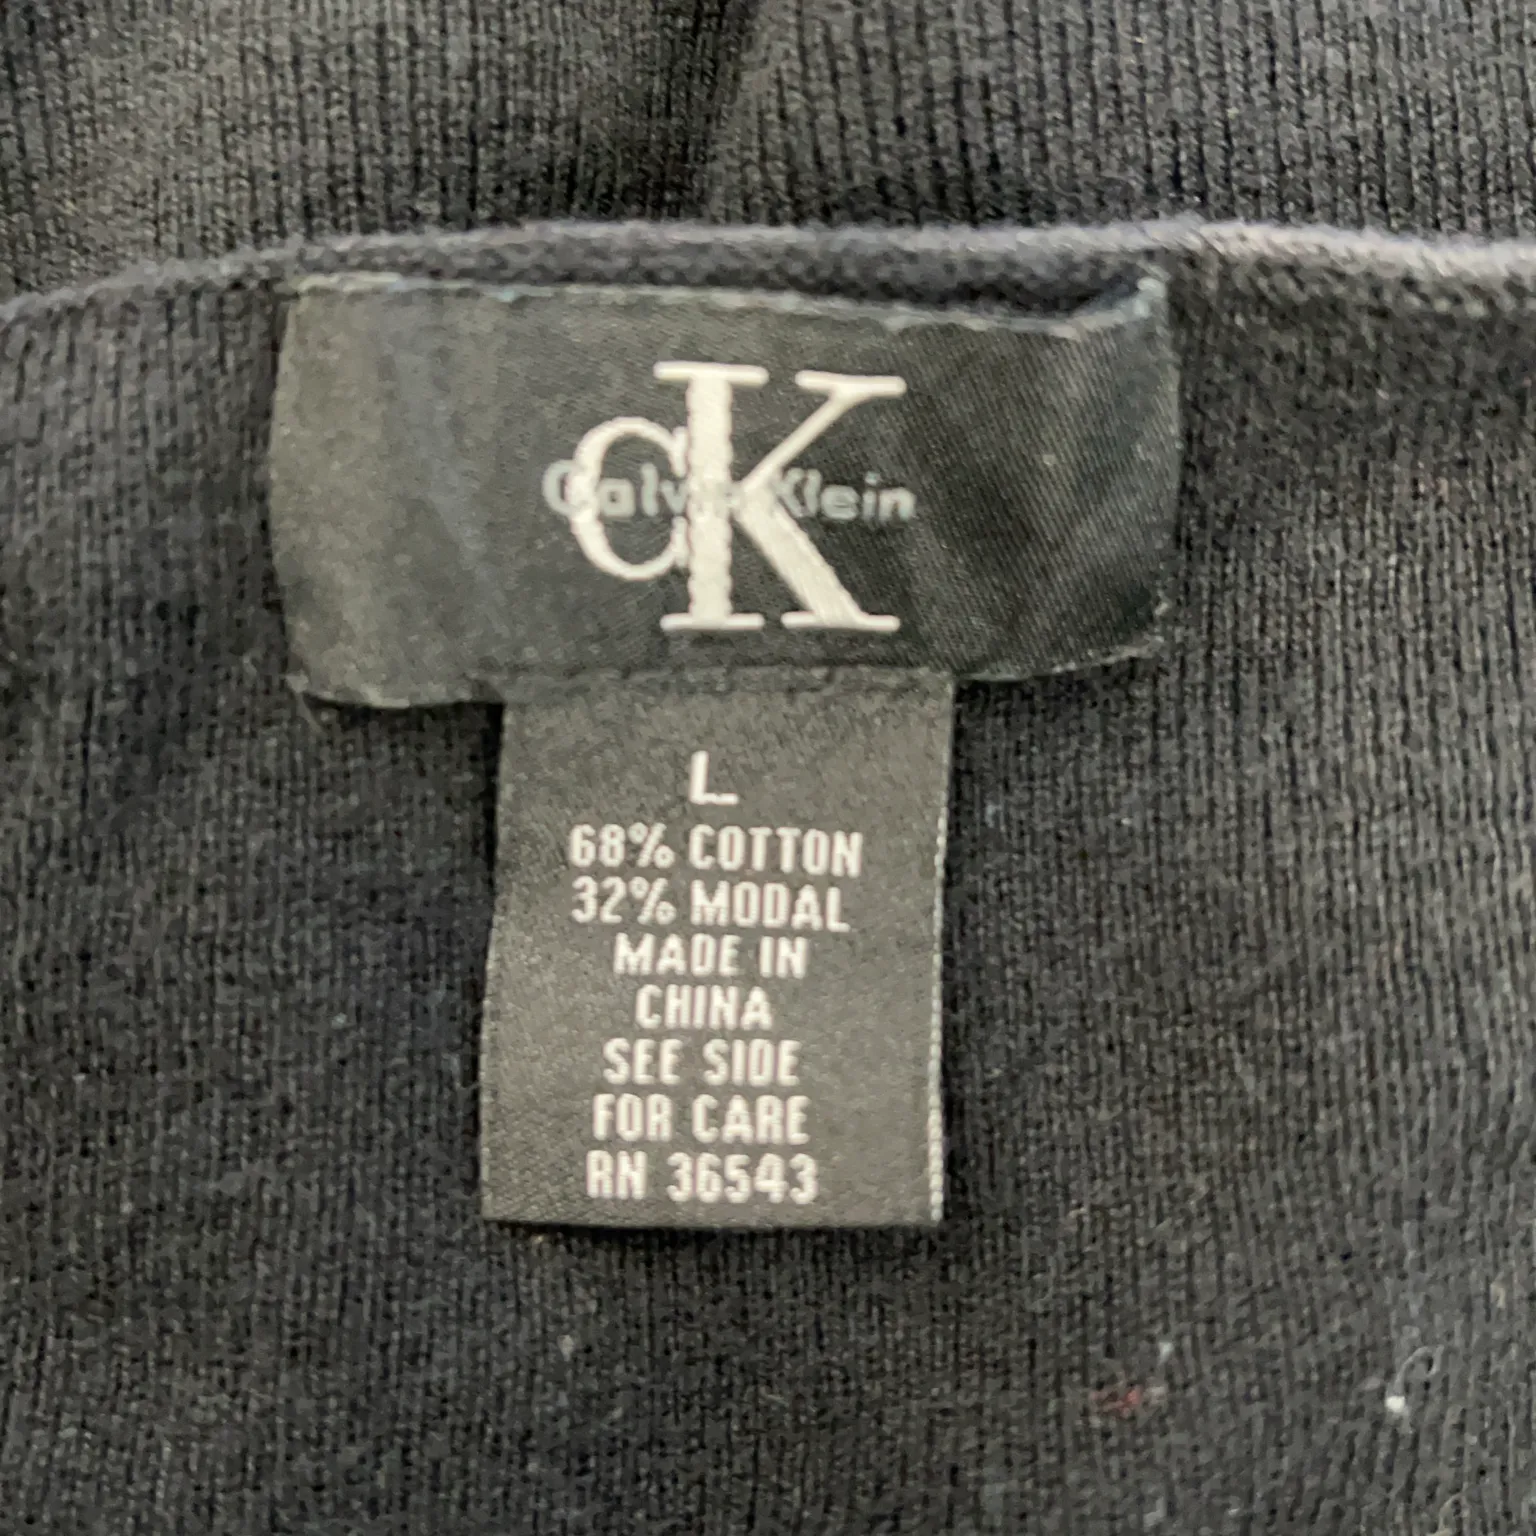 cK
Calvin Klein
L
68% COTTON
32% MODAL
MADE IN
CHINA
SEE SIDE
FOR CARE
RN 36543